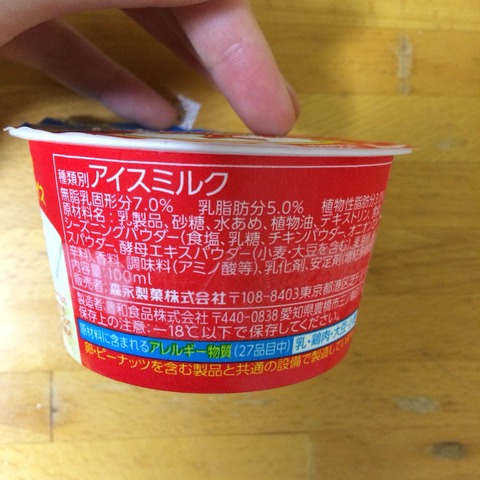 種類別 アイスミルク
無脂乳固形分7.0% 乳脂肪分5.0% 植物性脂肪分
原材料名:乳製品、砂糖、水あめ、植物油、デキストリン、
シーズニングパウダー(食塩、乳糖、チキンパウダー、オニオン
スパウダー 酵母エキスパウダー(小麦・大豆を含む)
香料、調味料(アミノ酸等)、乳化剤、安定剤
内容量:100ml
販売者:森永製菓株式会社 〒108-8403 東京都港区芝
製造者:豊和食品株式会社 〒440-0838 愛知県豊橋市三
保存上の注意:-18℃以下で保存してください。
原材料に含まれるアレルギー物質(27品目中) 乳・鶏肉・大豆
卵・ピーナッツを含む製品と共通の設備で製造してい